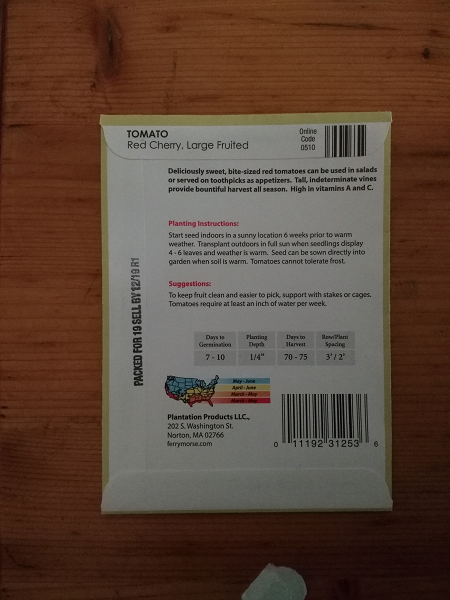 TOMATO
Red Cherry, Large Fruited
Online
Code
0510
Deliciously sweet, bite-sized red tomatoes can be used in salads
or served on toothpicks as appetizers. Tall, indeterminate vines
provide bountiful harvest all season. High in vitamins A and C.
Planting Instructions:
Start seed indoors in a sunny location 6 weeks prior to warm
weather. Transplant outdoors in full sun when seedlings display
4 - 6 leaves and weather is warm. Seed can be sown directly into
garden when soil is warm. Tomatoes cannot tolerate frost.
Suggestions:
To keep fruit clean and easier to pick, support with stakes or cages.
Tomatoes require at least an inch of water per week.
PACKED FOR 19 SELL BY 12/19 R1
Days to Germination Planting Depth Days to Harvest Row/Plant Spacing
7 - 10 1/4" 70 - 75 3' / 2'
May - June
April - June
March - May
Plantation Products LLC.,
202 S. Washington St.
Norton, MA 02766
ferrymorse.com
0 11192 31253 6